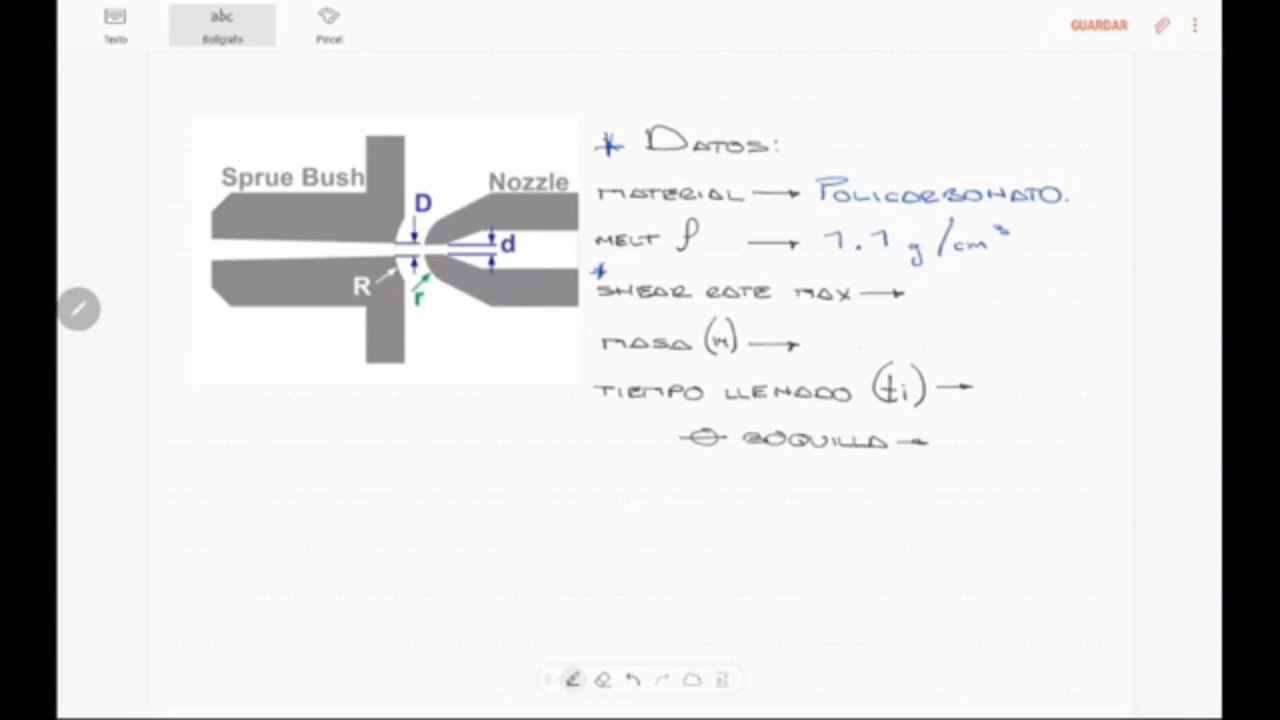 Texto
abc
Bolígrafo
Pincel
GUARDAR
Sprue Bush
Nozzle
D
d
R
r
* DATOS:
MATERIAL → POLICARBONATO.
MELT ρ → 1.1 g/cm³
* SHEAR RATE MAX →
MASA (m) →
TIEMPO LLENADO (ti) →
⌀ BOQUILLA →